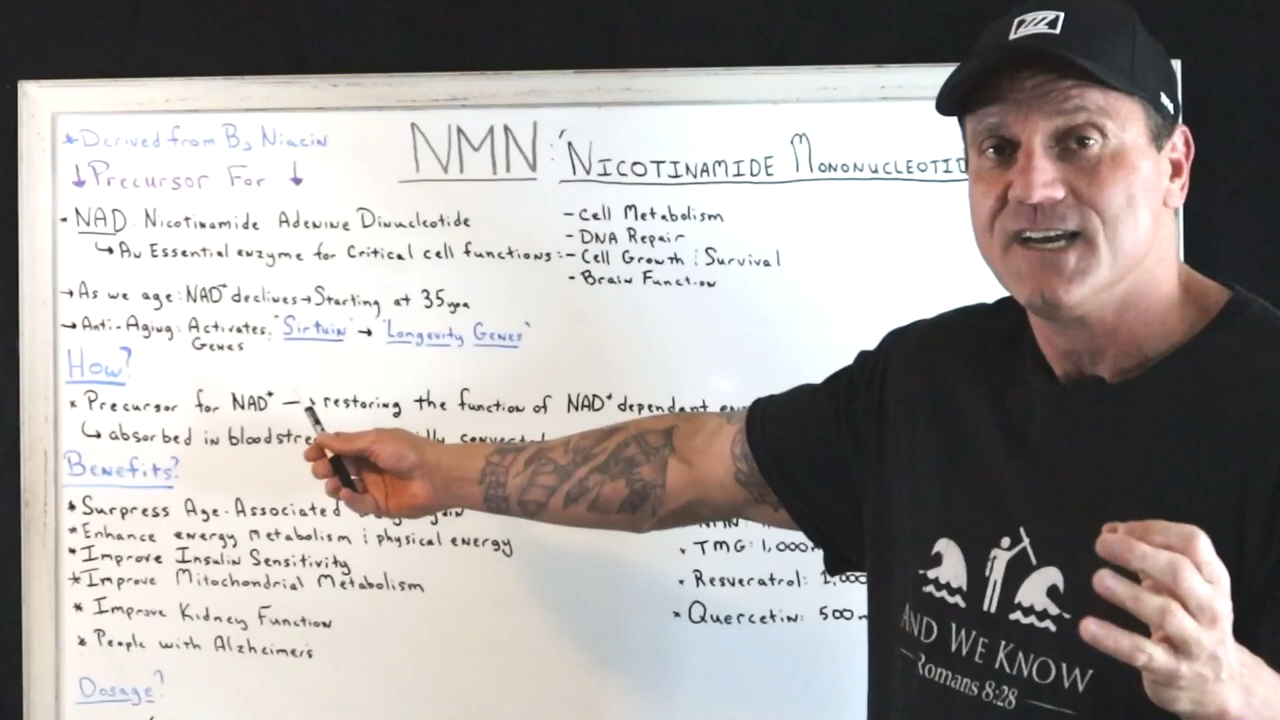 *Derived from B3 Niacin
↓Precursor For ↓
NMN: NICOTINAMIDE MONONUCLEOTID
* NAD: Nicotinamide Adenine Dinucleotide
↳ An Essential enzyme for Critical cell functions:
- Cell Metabolism
- DNA Repair
- Cell Growth & Survival
- Brain Function
→ As we age: NAD+ declines → Starting at 35
→ Anti-Aging: Activates: "Sirtuin" → "Longevity Genes"
Genes
How?
* Precursor for NAD+ → restoring the function of NAD+ dependant
↳ absorbed in
Benefits?
* Surpress Age-Associated
* Enhance energy metabolism & physical energy
* Improve Insulin Sensitivity
* Improve Mitochondrial Metabolism
* Improve Kidney Function
* People with Alzheimer's
NMN:
* TMG: 1,000
* Resveratrol: 1,000
* Quercetin: 500
Dosage?
AND WE KNOW
Romans 8:28